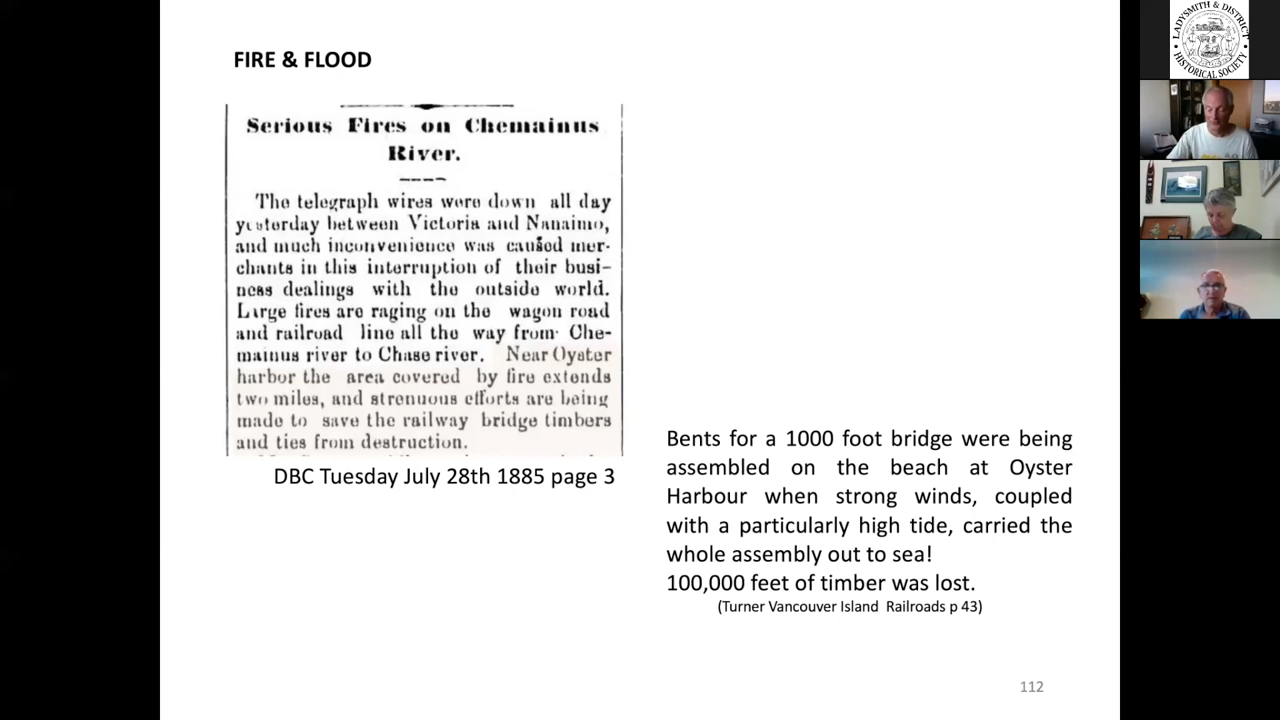 FIRE & FLOOD
Serious Fires on Chemainus
River.
The telegraph wires were down all day
yesterday between Victoria and Nanaimo,
and much inconvenience was caused mer-
chants in this interruption of their busi-
ness dealings with the outside world.
Large fires are raging on the wagon road
and railroad line all the way from Che-
mainus river to Chase river. Near Oyster
harbor the area covered by fire extends
two miles, and strenuous efforts are being
made to save the railway bridge timbers
and ties from destruction.
DBC Tuesday July 28th 1885 page 3
Bents for a 1000 foot bridge were being
assembled on the beach at Oyster
Harbour when strong winds, coupled
with a particularly high tide, carried the
whole assembly out to sea!
100,000 feet of timber was lost.
(Turner Vancouver Island Railroads p 43)
112
LADYSMITH & DISTRICT
HISTORICAL SOCIETY